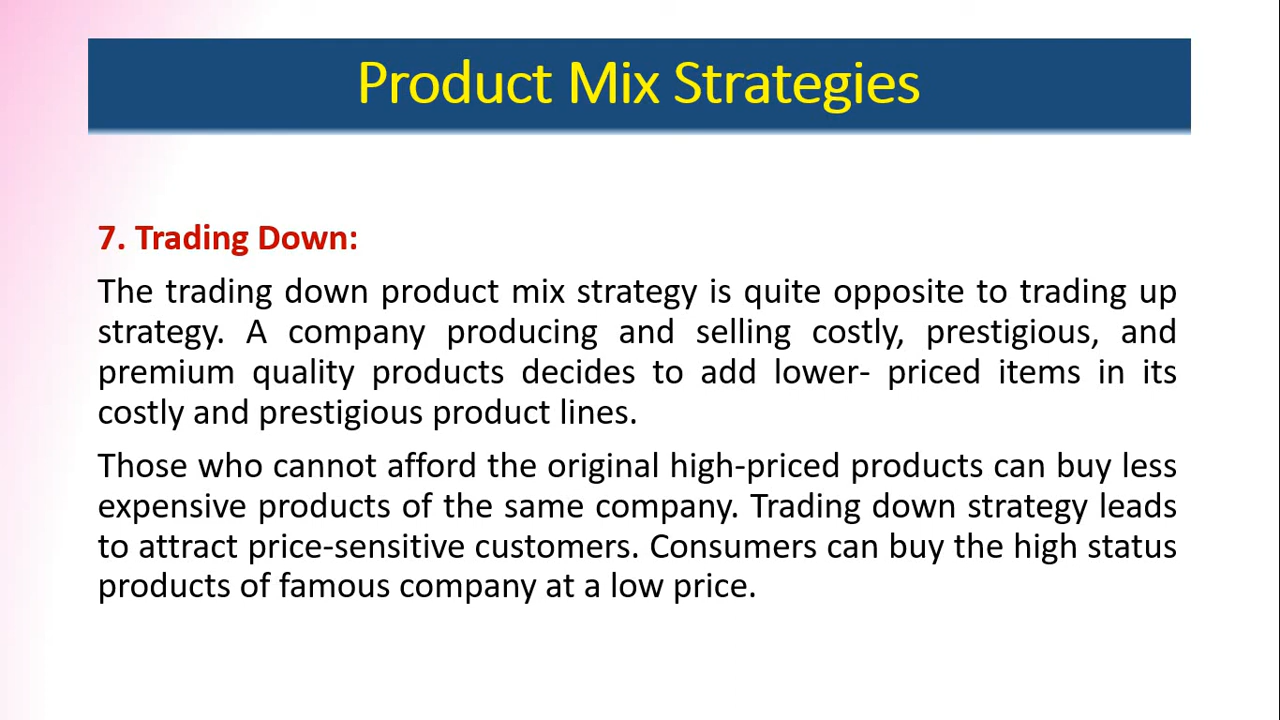 Product Mix Strategies
7. Trading Down:
The trading down product mix strategy is quite opposite to trading up
strategy. A company producing and selling costly, prestigious, and
premium quality products decides to add lower- priced items in its
costly and prestigious product lines.
Those who cannot afford the original high-priced products can buy less
expensive products of the same company. Trading down strategy leads
to attract price-sensitive customers. Consumers can buy the high status
products of famous company at a low price.